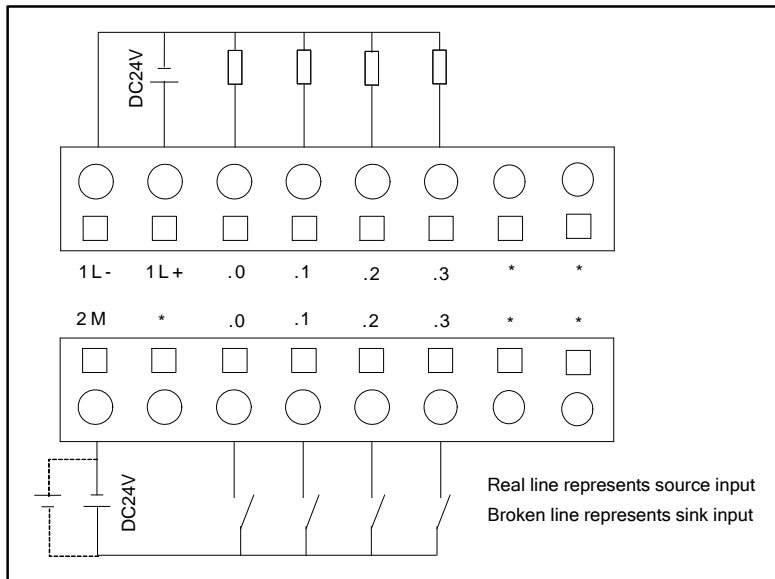 DC24V
1L- 1L+ .0 .1 .2 .3 * *
2M * .0 .1 .2 .3 * *
DC24V
Real line represents source input
Broken line represents sink input